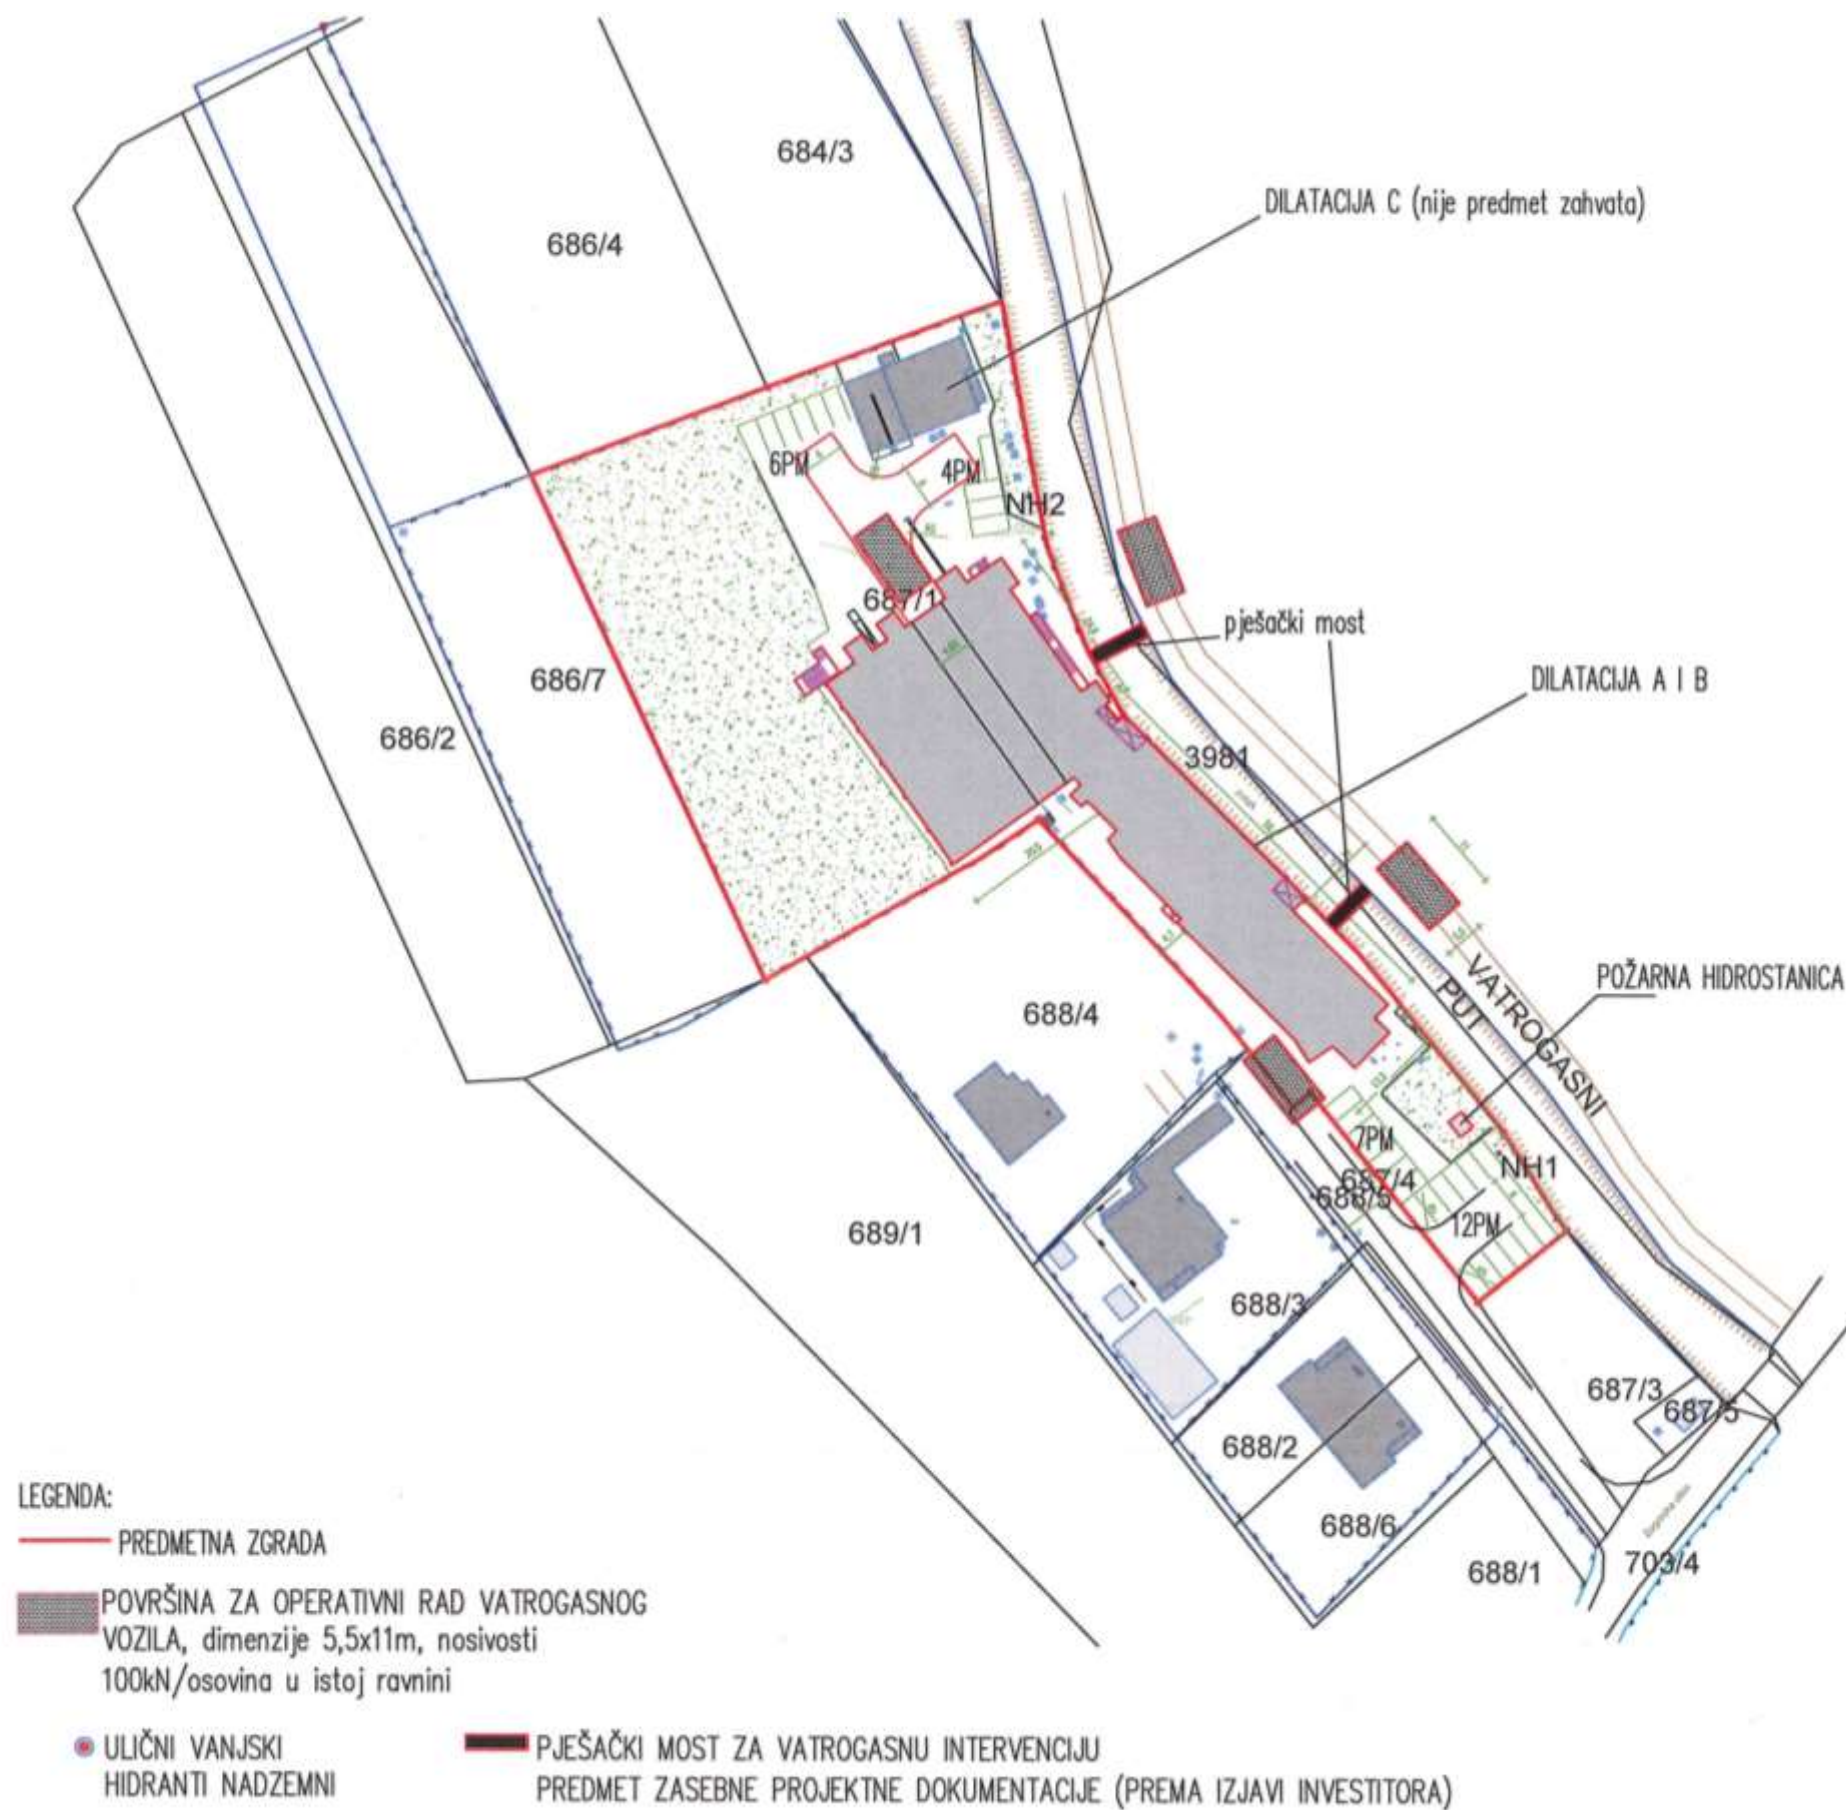 684/3
DILATACIJA C (nije predmet zahvata)
686/4
6PM
4PM
NH2
687/1
pješački most
686/7
DILATACIJA A I B
686/2
3981
VATROGASNI
PUT
POŽARNA HIDROSTANICA
688/4
7PM
687/4
NH1
688/5
12PM
689/1
688/3
687/3
687/5
688/2
688/6
703/4
688/1
LEGENDA:
PREDMETNA ZGRADA
POVRŠINA ZA OPERATIVNI RAD VATROGASNOG
VOZILA, dimenzije 5,5x11m, nosivosti
100kN/osovina u istoj ravnini
ULIČNI VANJSKI
HIDRANTI NADZEMNI
PJEŠAČKI MOST ZA VATROGASNU INTERVENCIJU
PREDMET ZASEBNE PROJEKTNE DOKUMENTACIJE (PREMA IZJAVI INVESTITORA)